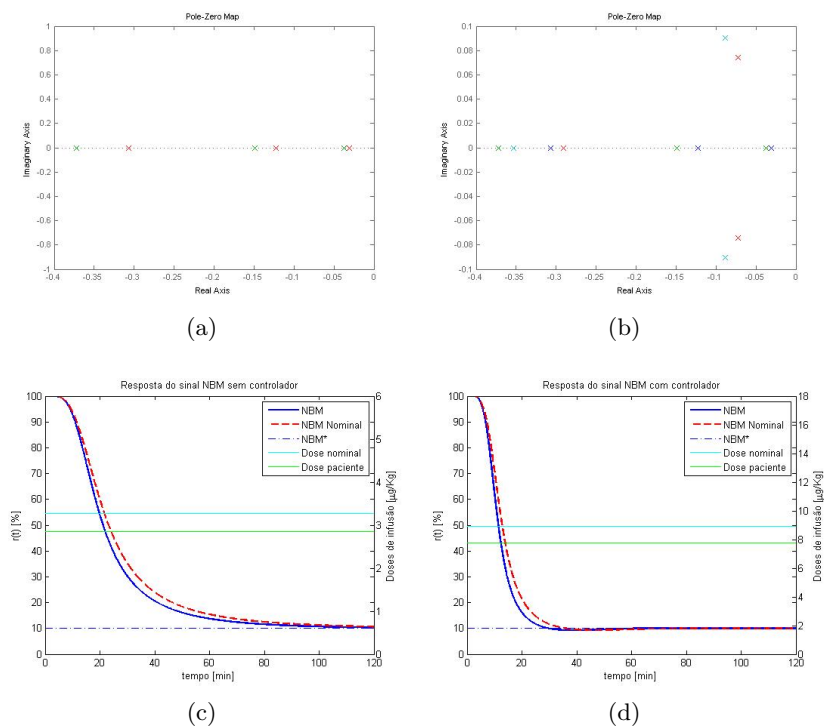 Pole-Zero Map
1
0.8
0.6
0.4
0.2
0
-0.2
-0.4
-0.6
-0.8
-1
-0.4 -0.35 -0.3 -0.25 -0.2 -0.15 -0.1 -0.05 0
Imaginary Axis
Real Axis
(a)
Pole-Zero Map
0.1
0.08
0.06
0.04
0.02
0
-0.02
-0.04
-0.06
-0.08
-0.1
-0.4 -0.35 -0.3 -0.25 -0.2 -0.15 -0.1 -0.05 0
Imaginary Axis
Real Axis
(b)
Resposta do sinal NBM sem controlador
100
90
80
70
60
50
40
30
20
10
0
r(t) [%]
0 20 40 60 80 100 120
tempo [min]
6
5
4
3
2
1
0
Doses de infusão [µg/Kg]
NBM
NBM Nominal
NBM*
Dose nominal
Dose paciente
(c)
Resposta do sinal NBM com controlador
100
90
80
70
60
50
40
30
20
10
0
r(t) [%]
0 20 40 60 80 100 120
tempo [min]
18
16
14
12
10
8
6
4
2
0
Doses de infusão [µg/Kg]
NBM
NBM Nominal
NBM*
Dose nominal
Dose paciente
(d)